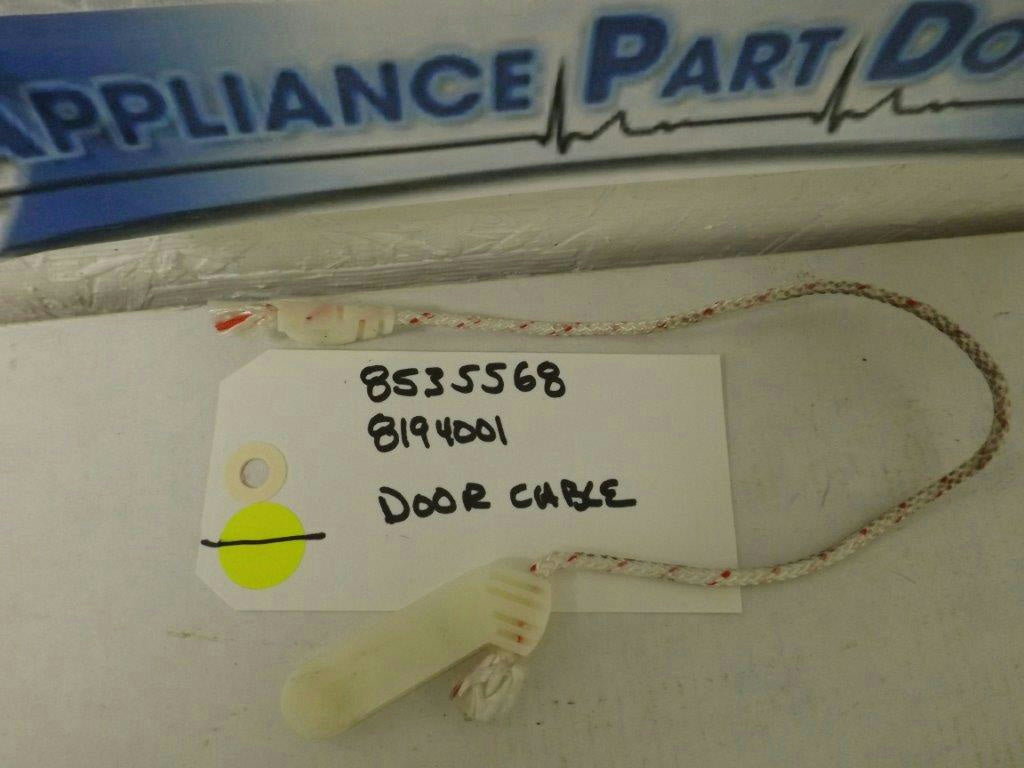 APPLIANCE PART DO
8535568
8194001
DOOR CABLE